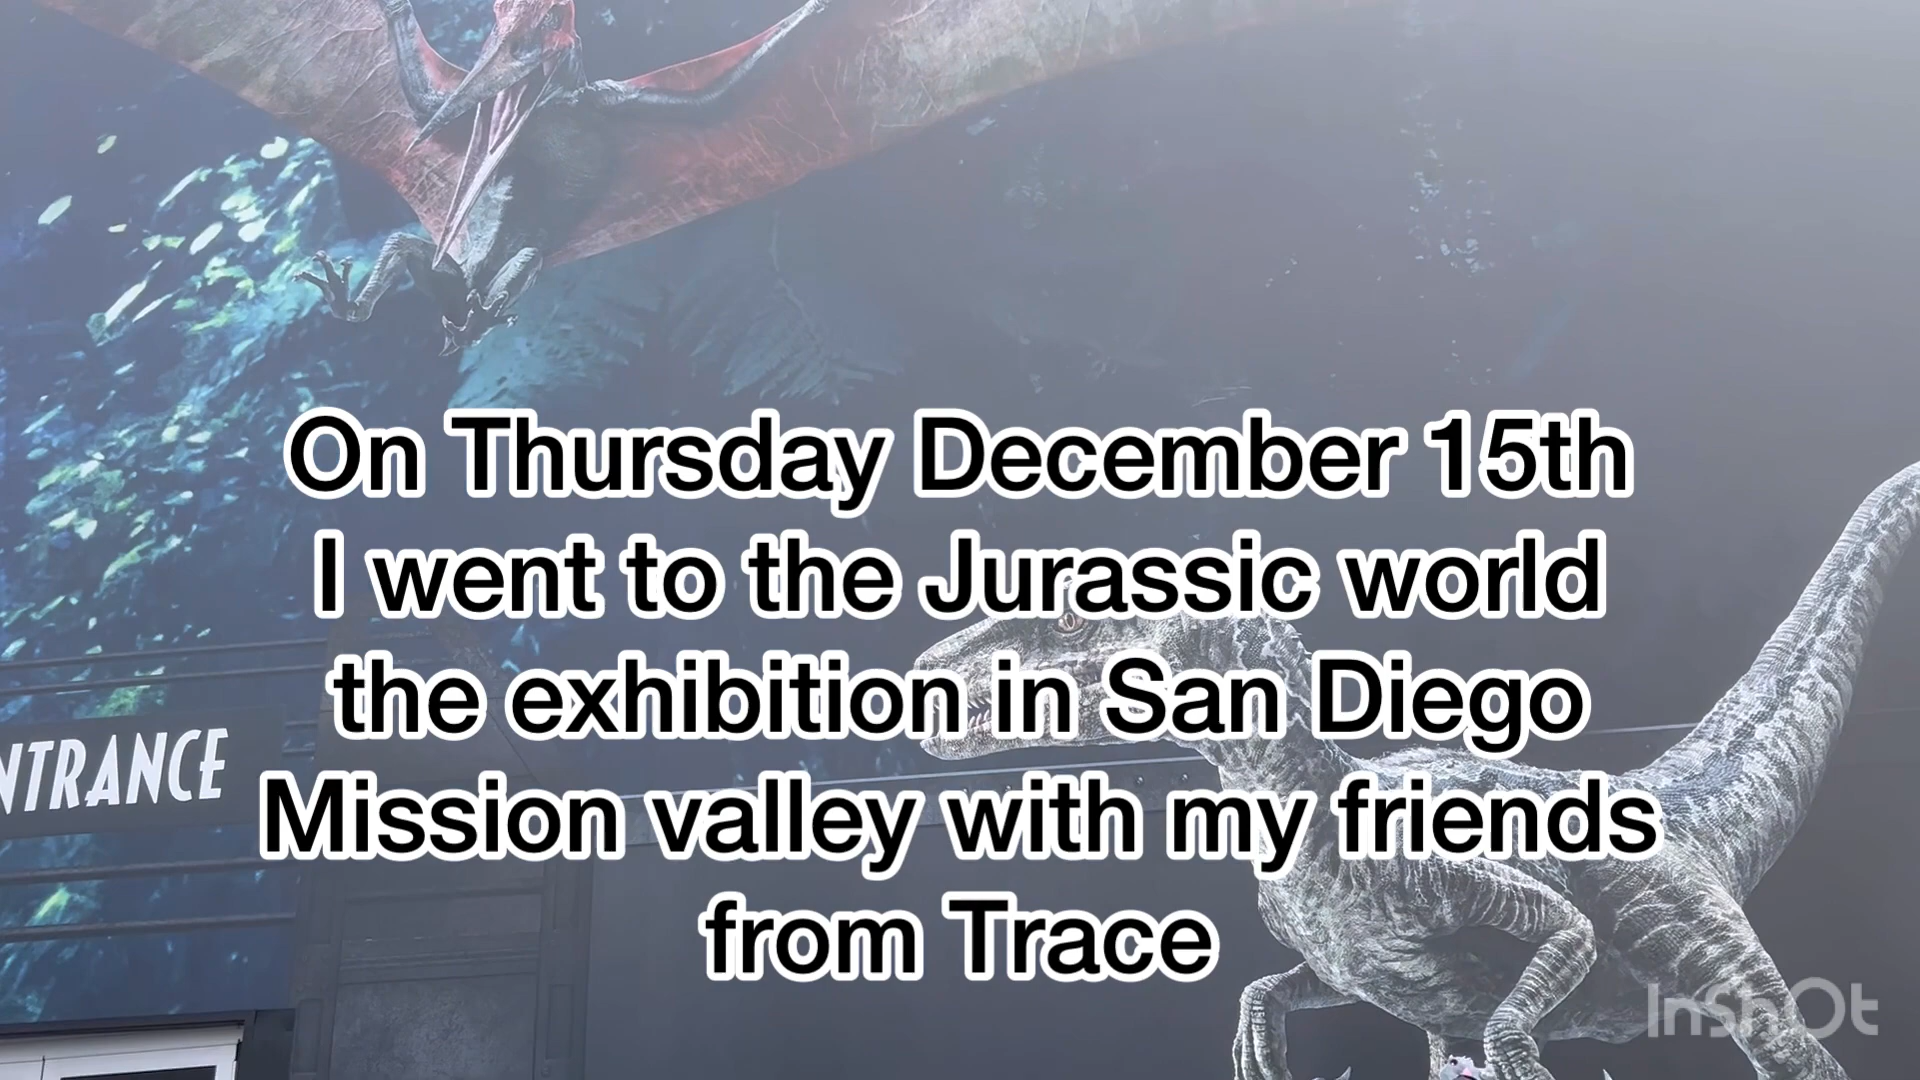 On Thursday December 15th
I went to the Jurassic world
the exhibition in San Diego
Mission valley with my friends
from Trace
NTRANCE
InShOt